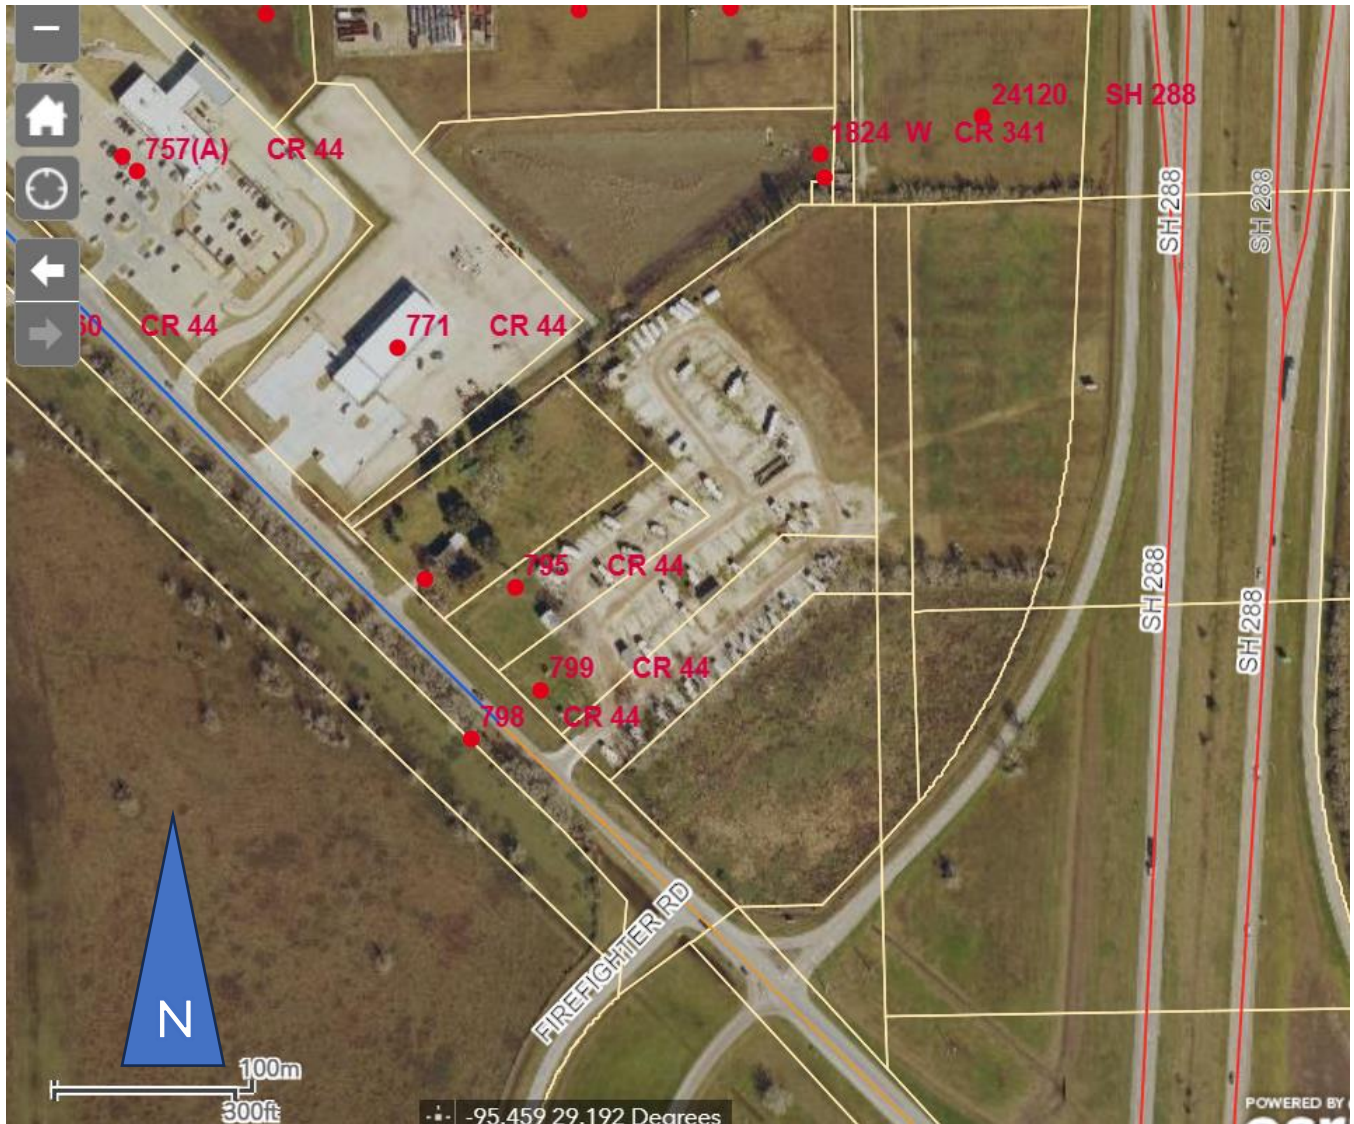 24120 SH 288
1824 W CR 341
757(A) CR 44
SH 288
SH 288
60 CR 44
771 CR 44
795 CR 44
SH 288
SH 288
799 CR 44
798 CR 44
FIREFIGHTER RD
N
100m
300ft
-95.459 29.192 Degrees
POWERED BY
esri